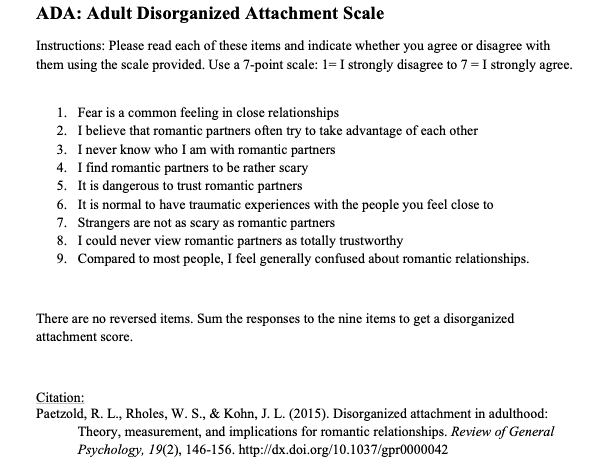 ADA: Adult Disorganized Attachment Scale
Instructions: Please read each of these items and indicate whether you agree or disagree with
them using the scale provided. Use a 7-point scale: 1= I strongly disagree to 7 = I strongly agree.
1. Fear is a common feeling in close relationships
2. I believe that romantic partners often try to take advantage of each other
3. I never know who I am with romantic partners
4. I find romantic partners to be rather scary
5. It is dangerous to trust romantic partners
6. It is normal to have traumatic experiences with the people you feel close to
7. Strangers are not as scary as romantic partners
8. I could never view romantic partners as totally trustworthy
9. Compared to most people, I feel generally confused about romantic relationships.
There are no reversed items. Sum the responses to the nine items to get a disorganized
attachment score.
Citation:
Paetzold, R. L., Rholes, W. S., & Kohn, J. L. (2015). Disorganized attachment in adulthood:
Theory, measurement, and implications for romantic relationships. Review of General
Psychology, 19(2), 146-156. http://dx.doi.org/10.1037/gpr0000042